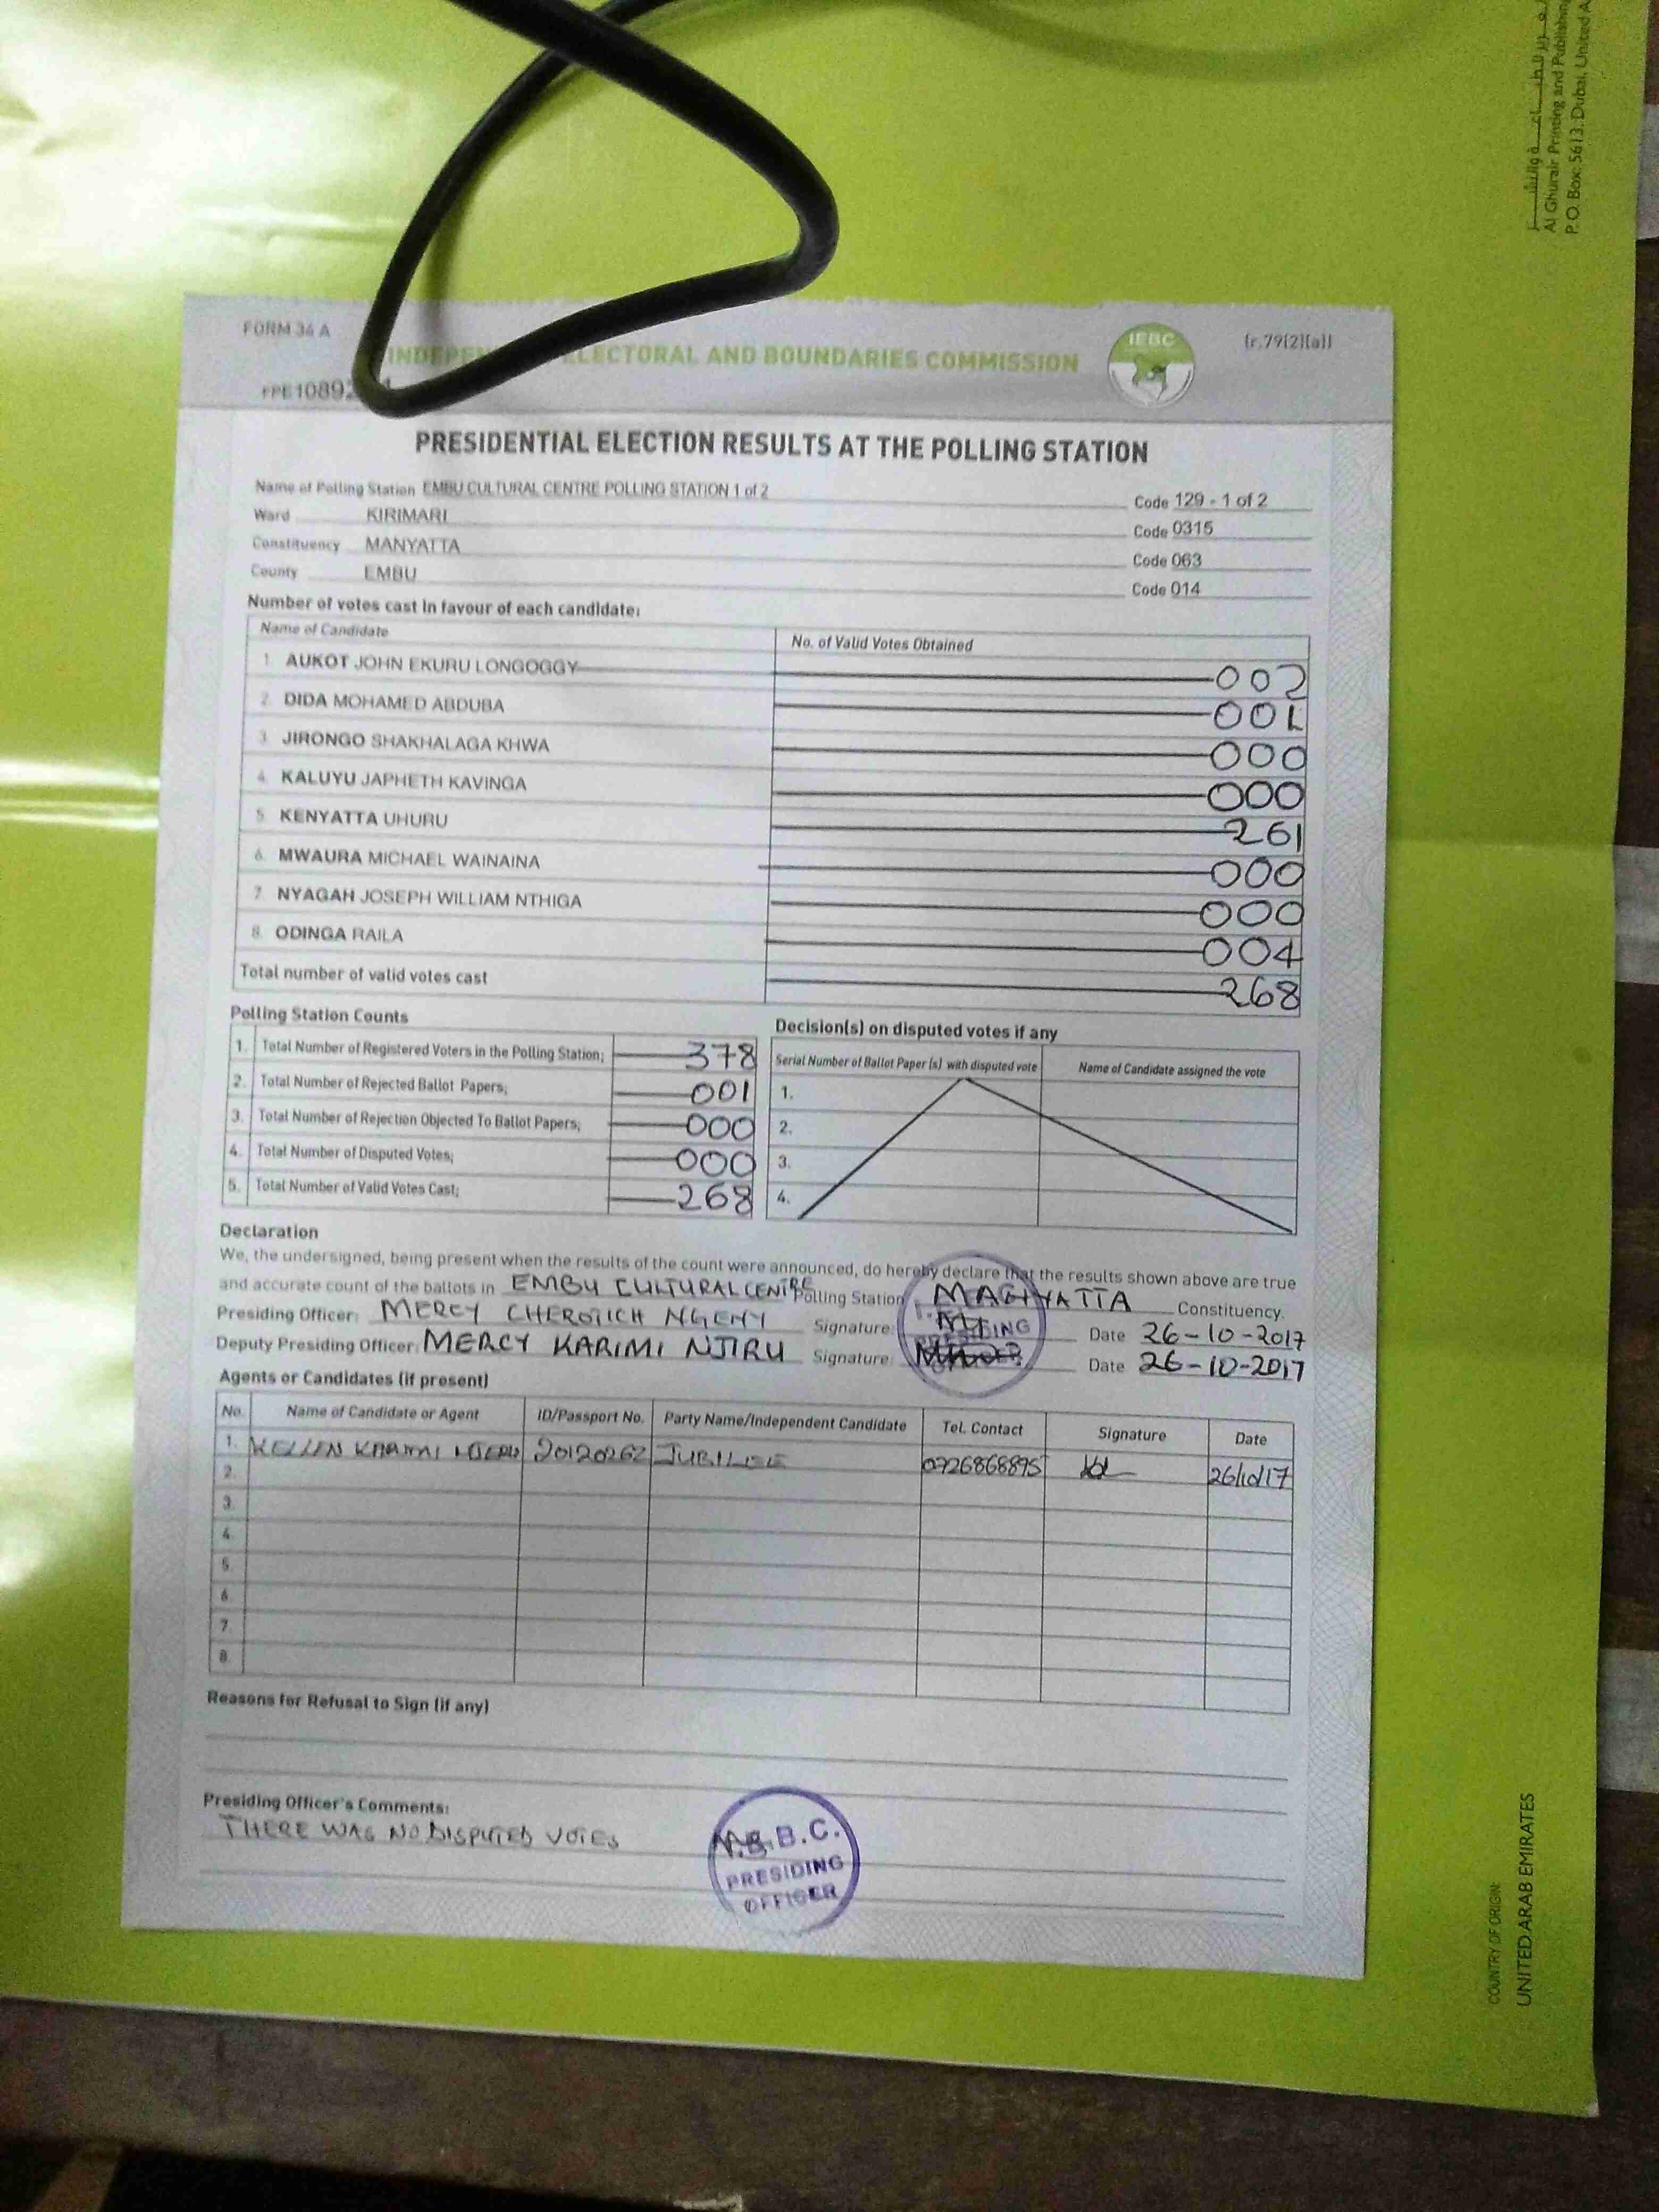 FORM 34 A
[r.79(2)(a)]
ELECTORAL AND BOUNDARIES COMMISSION
IEBC
PRESIDENTIAL ELECTION RESULTS AT THE POLLING STATION
Name of Polling Station EMBU CULTURAL CENTRE POLLING STATION 1 of 2 Code 129 - 1 of 2
Ward KIRIMARI Code 0315
Constituency MANYATTA Code 063
County EMBU Code 014
Number of votes cast in favour of each candidate:
Name of Candidate No. of Valid Votes Obtained
1. AUKOT JOHN EKURU LONGOGGY 002
2. DIDA MOHAMED ABDUBA 001
3. JIRONGO SHAKHALAGA KHWA 000
4. KALUYU JAPHETH KAVINGA 000
5. KENYATTA UHURU 261
6. MWAURA MICHAEL WAINAINA 000
7. NYAGAH JOSEPH WILLIAM NTHIGA 000
8. ODINGA RAILA 004
Total number of valid votes cast 268
Polling Station Counts
1. Total Number of Registered Voters in the Polling Station; 378
2. Total Number of Rejected Ballot Papers; 001
3. Total Number of Rejection Objected To Ballot Papers; 000
4. Total Number of Disputed Votes; 000
5. Total Number of Valid Votes Cast; 268
Decision(s) on disputed votes if any
Serial Number of Ballot Paper (s) with disputed vote Name of Candidate assigned the vote
1.
2.
3.
4.
Declaration
We, the undersigned, being present when the results of the count were announced, do hereby declare that the results shown above are true
and accurate count of the ballots in EMBU CULTURAL CENTRE Polling Station MAGYATTA Constituency.
Presiding Officer: MERCY CHEROTICH NGENY Signature: Date 26-10-2017
Deputy Presiding Officer: MERCY KARIMI NJIRU Signature: Date 26-10-2017
Agents or Candidates (if present)
No. Name of Candidate or Agent ID/Passport No. Party Name/Independent Candidate Tel. Contact Signature Date
1. KELLEN KARIMI 20120262 JUBILEE 0726868895 26/10/17
2.
3.
4.
5.
6.
7.
8.
Reasons for Refusal to Sign (if any)
Presiding Officer's Comments:
THERE WAS NO DISPUTED VOTES
B.C.
PRESIDING
OFFICER
Al Ghurair Printing and Publishing
P.O. Box: 5613, Dubai, United A
COUNTRY OF ORIGIN:
UNITED ARAB EMIRATES